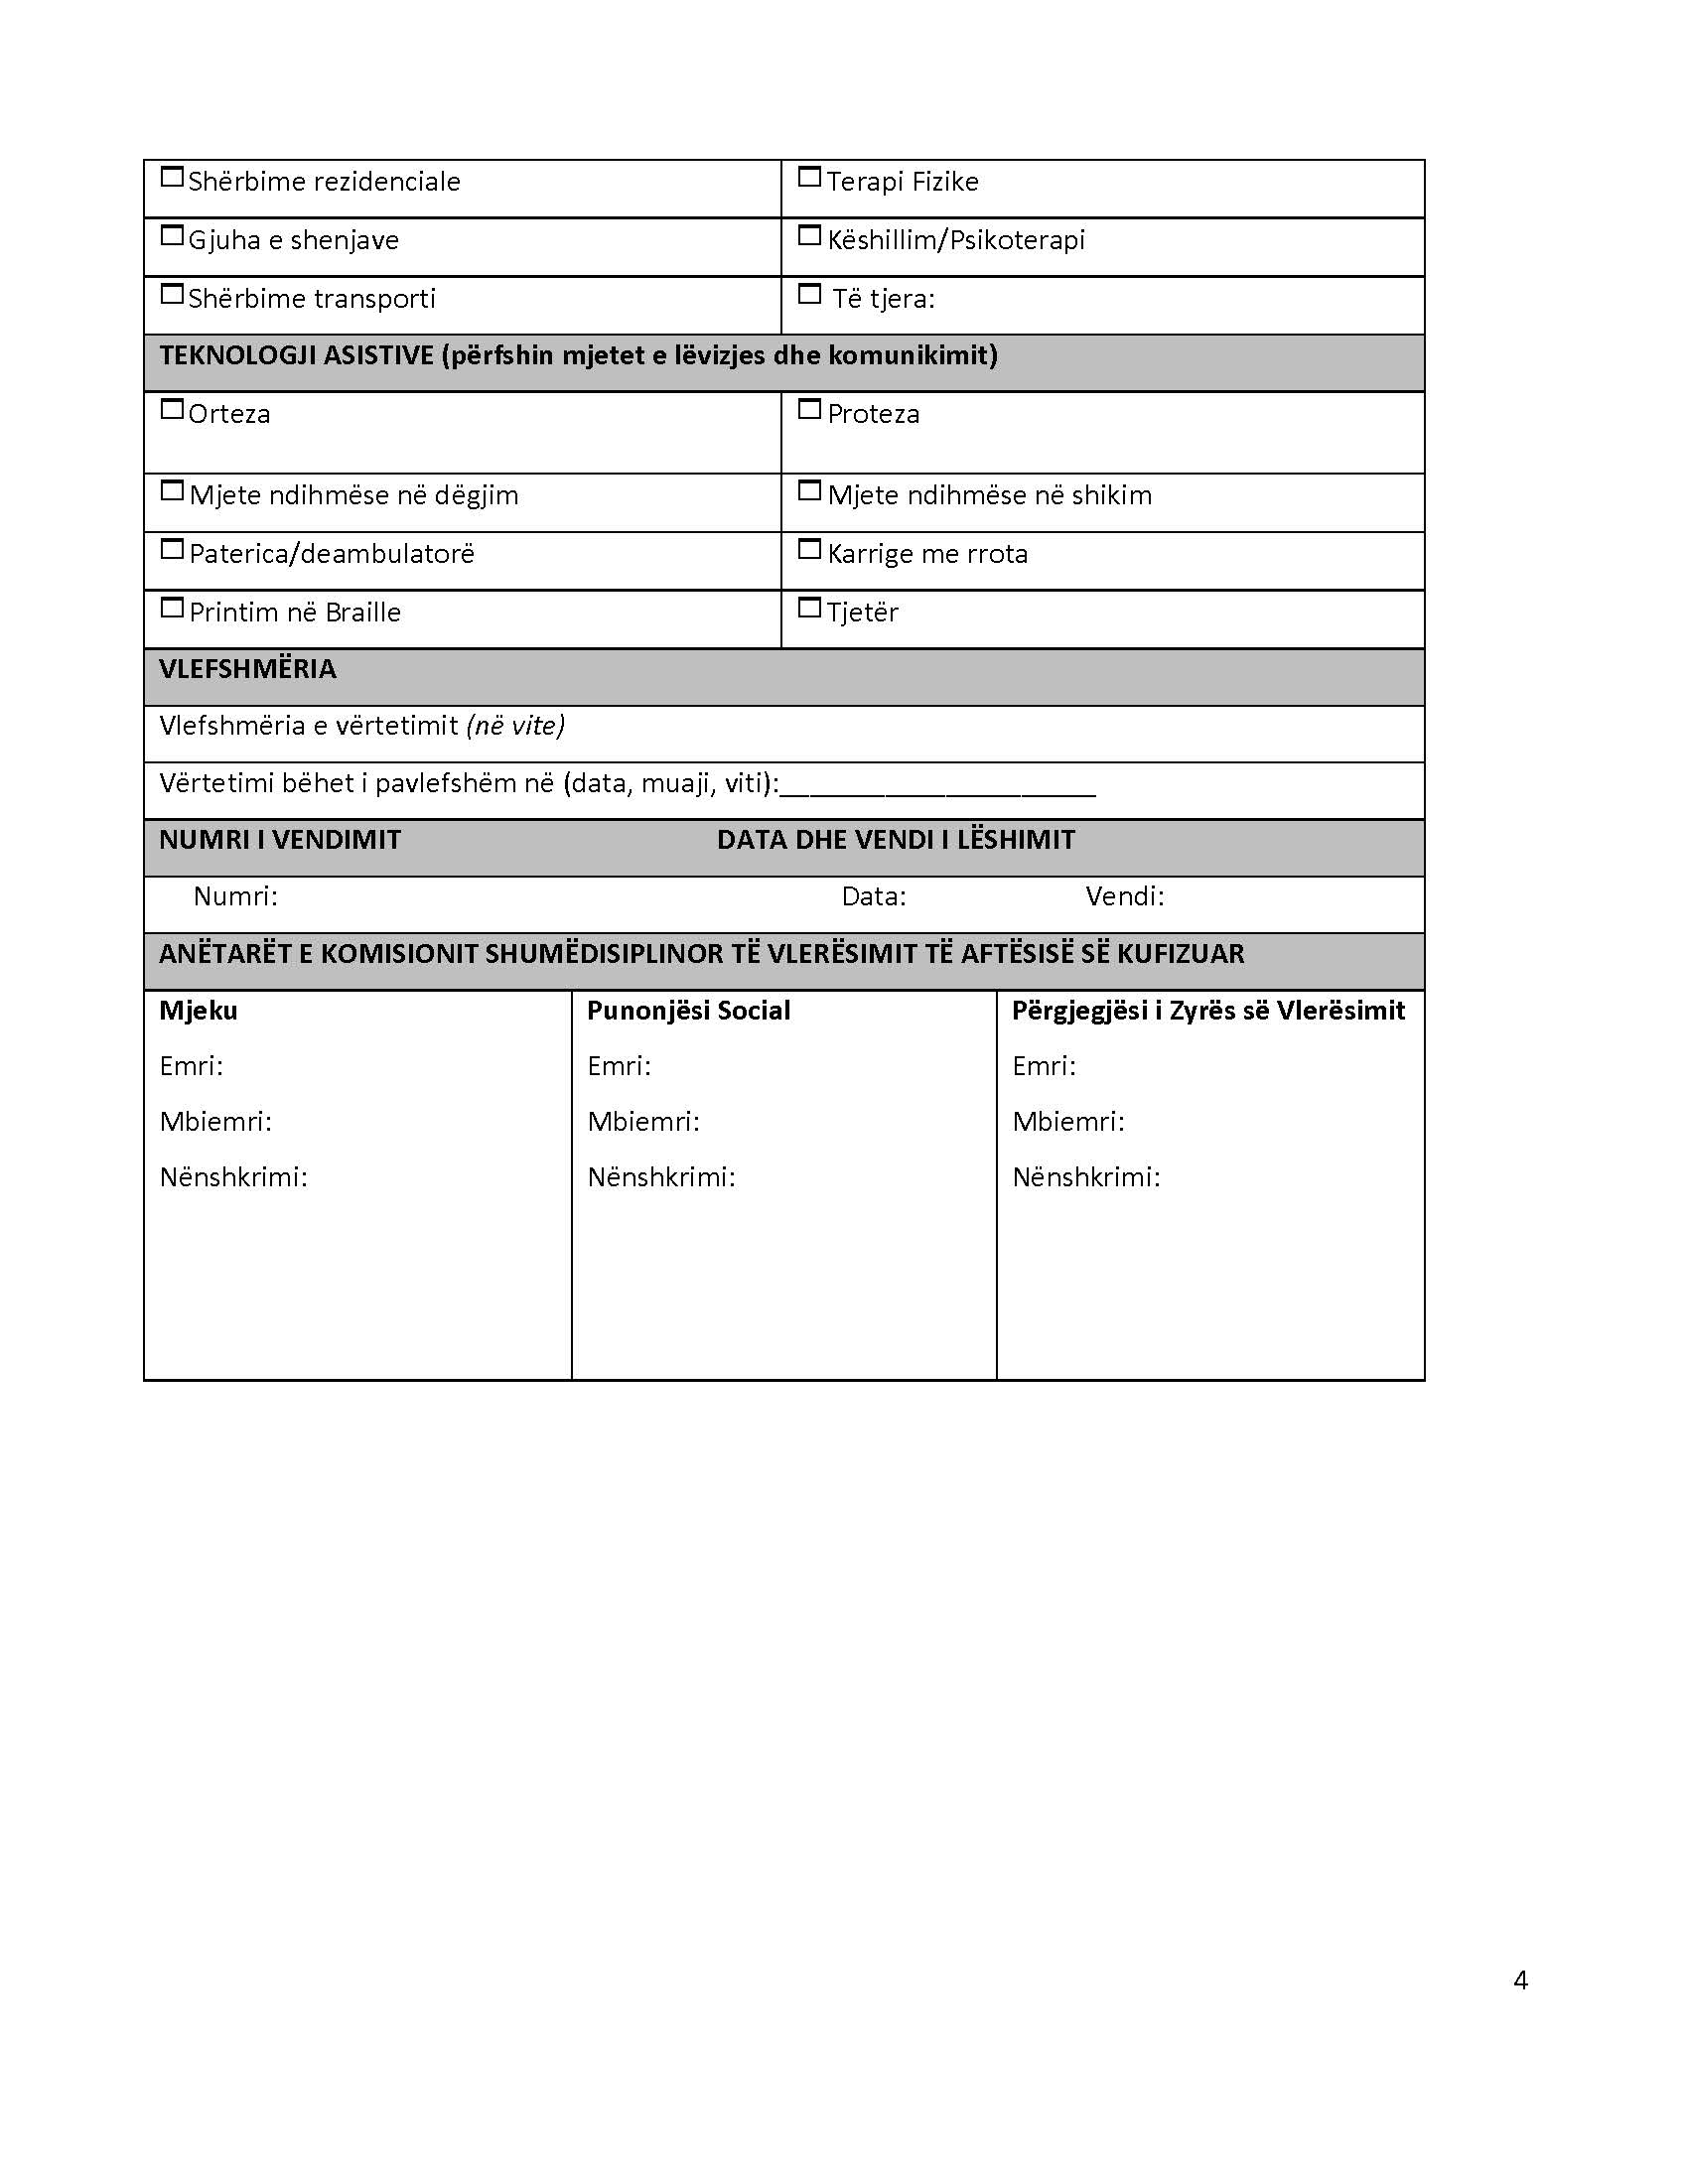 Shërbime rezidenciale Terapi Fizike
Gjuha e shenjave Këshillim/Psikoterapi
Shërbime transporti Të tjera:
TEKNOLOGJI ASISTIVE (përfshin mjetet e lëvizjes dhe komunikimit)
Orteza Proteza
Mjete ndihmëse në dëgjim Mjete ndihmëse në shikim
Paterica/deambulatorë Karrige me rrota
Printim në Braille Tjetër
VLEFSHMËRIA
Vlefshmëria e vërtetimit (në vite)
Vërtetimi bëhet i pavlefshëm në (data, muaji, viti):_____________________
NUMRI I VENDIMIT DATA DHE VENDI I LËSHIMIT
Numri: Data: Vendi:
ANËTARËT E KOMISIONIT SHUMËDISIPLINOR TË VLERËSIMIT TË AFTËSISË SË KUFIZUAR
Mjeku Punonjësi Social Përgjegjësi i Zyrës së Vlerësimit
Emri: Emri: Emri:
Mbiemri: Mbiemri: Mbiemri:
Nënshkrimi: Nënshkrimi: Nënshkrimi:
4